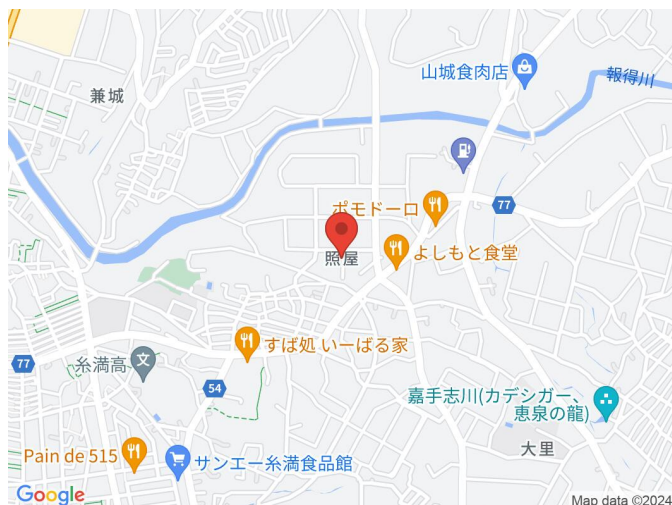 山城食肉店
報得川
兼城
77
ポモドーロ
よしもと食堂
照屋
すば処 いーばる家
77
糸満高
文
54
嘉手志川(カデシガー、
恵泉の龍)
大里
Pain de 515
サンエー糸満食品館
Google
Map data ©2024